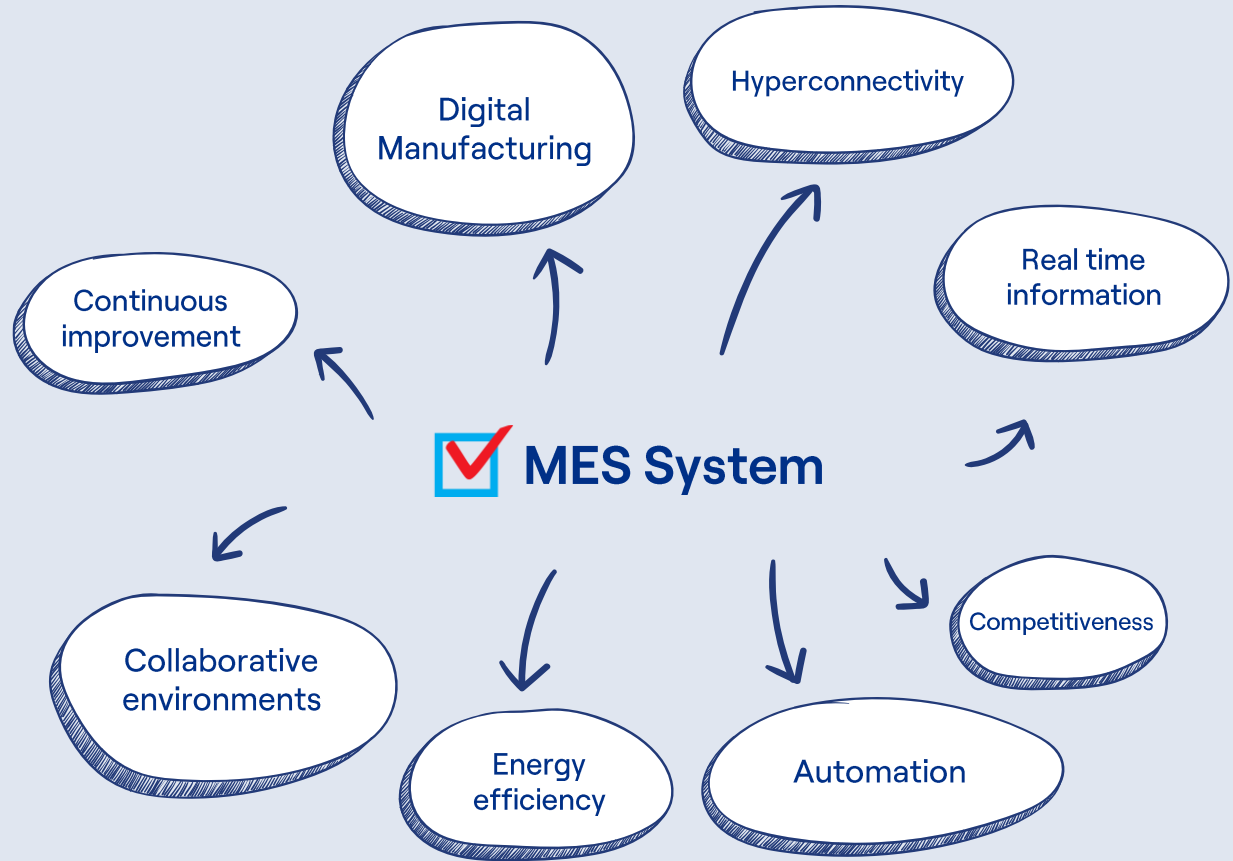 Digital
Manufacturing
Hyperconnectivity
Real time
information
Continuous
improvement
MES System
Competitiveness
Collaborative
environments
Energy
efficiency
Automation